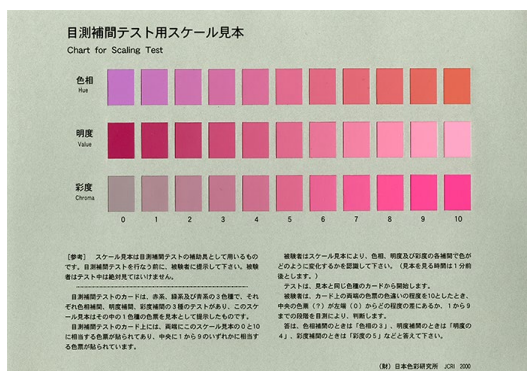 目測補間テスト用スケール見本
Chart for Scaling Test
色相
Hue
明度
Value
彩度
Chroma
0 1 2 3 4 5 6 7 8 9 10
[参考] スケール見本は目測補間テストの補助具として用いるもの
です。目測補間テストを行なう前に、被験者に提示して下さい。被験
者はテスト中は絶対見てはいけません。
目測補間テストのカードは、赤系、緑系及び青系の3色種で、それ
ぞれ色相補間、明度補間、彩度補間の3種のテストがあり、このスケ
ール見本はその中の1色種の色票を見本として提示したものです。
目測補間テストのカード上には、両端にこのスケール見本の0と10
に相当する色票が貼られてあり、中央に1から9のいずれかに相当す
る色票が貼られています。
被験者はスケール見本により、色相、明度及び彩度の各補間で色が
どのように変化するかを認識して下さい。(見本を見る時間は1分前
後とします。)
テストは、見本と同じ色種のカードから開始します。
被験者は、カード上の両端の色票の色違いの程度を10としたとき、
中央の色票(?)が左端(0)からどの程度の差にあるか、1から9
までの段階を目測により、判断します。
答は、色相補間のときは「色相の3」、明度補間のときは「明度の
4」、彩度補間のときは「彩度の5」などと答えて下さい。
(財)日本色彩研究所 JCRI 2000